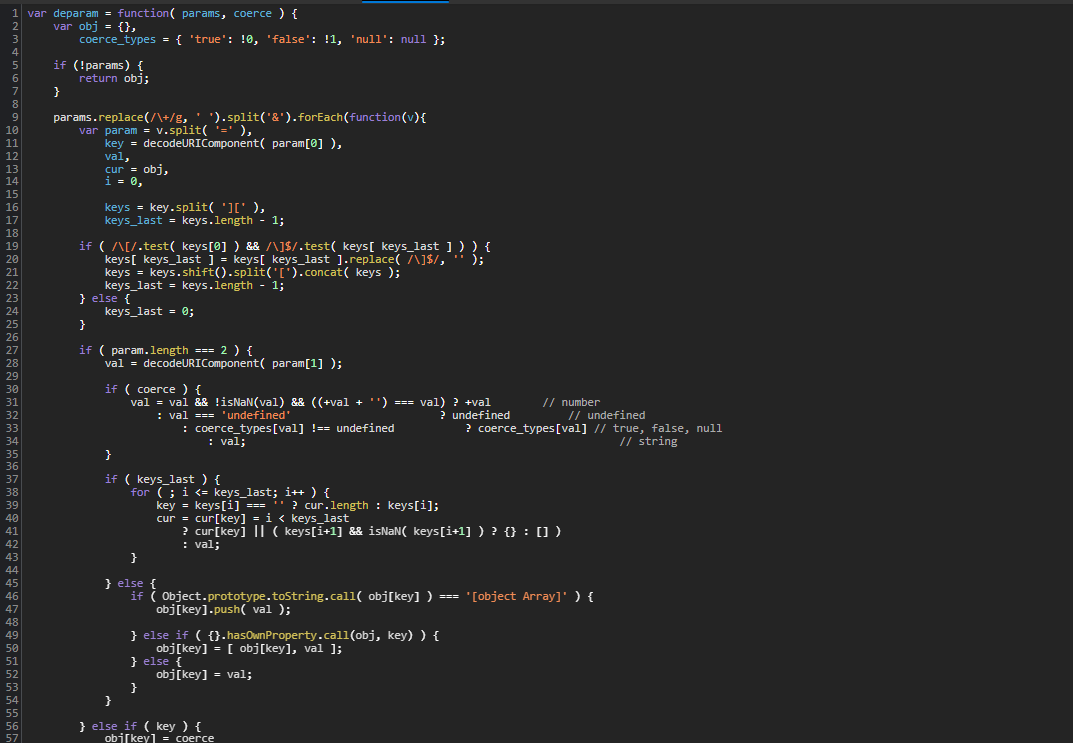 1 var deparam = function( params, coerce ) {
2     var obj = {},
3         coerce_types = { 'true': !0, 'false': !1, 'null': null };
4
5     if (!params) {
6         return obj;
7     }
8
9     params.replace(/\+/g, ' ').split('&').forEach(function(v){
10         var param = v.split( '=' ),
11             key = decodeURIComponent( param[0] ),
12             val,
13             cur = obj,
14             i = 0,
15
16             keys = key.split( '][' ),
17             keys_last = keys.length - 1;
18
19         if ( /\[/.test( keys[0] ) && /\]$/.test( keys[ keys_last ] ) ) {
20             keys[ keys_last ] = keys[ keys_last ].replace( /\]$/, '' );
21             keys = keys.shift().split('[').concat( keys );
22             keys_last = keys.length - 1;
23         } else {
24             keys_last = 0;
25         }
26
27         if ( param.length === 2 ) {
28             val = decodeURIComponent( param[1] );
29
30             if ( coerce ) {
31                 val = val && !isNaN(val) && ((+val + '') === val) ? +val        // number
32                     : val === 'undefined'                       ? undefined         // undefined
33                         : coerce_types[val] !== undefined           ? coerce_types[val] // true, false, null
34                             : val;                                                          // string
35             }
36
37             if ( keys_last ) {
38                 for ( ; i <= keys_last; i++ ) {
39                     key = keys[i] === '' ? cur.length : keys[i];
40                     cur = cur[key] = i < keys_last
41                         ? cur[key] || ( keys[i+1] && isNaN( keys[i+1] ) ? {} : [] )
42                         : val;
43                 }
44
45             } else {
46                 if ( Object.prototype.toString.call( obj[key] ) === '[object Array]' ) {
47                     obj[key].push( val );
48
49                 } else if ( {}.hasOwnProperty.call(obj, key) ) {
50                     obj[key] = [ obj[key], val ];
51                 } else {
52                     obj[key] = val;
53                 }
54             }
55
56         } else if ( key ) {
57             obj[key] = coerce